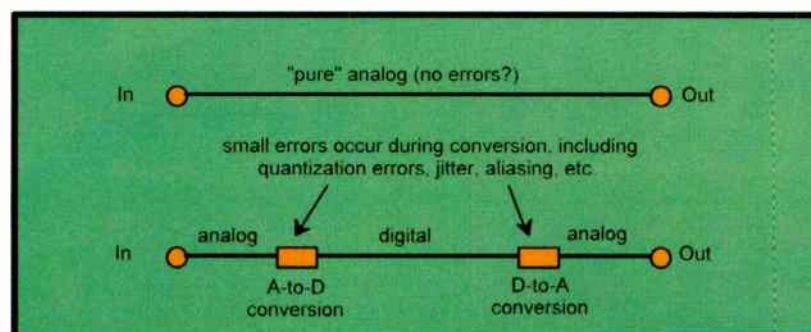 "pure" analog (no errors?)
In Out
small errors occur during conversion, including
quantization errors, jitter, aliasing, etc
analog digital analog
In Out
A-to-D D-to-A
conversion conversion